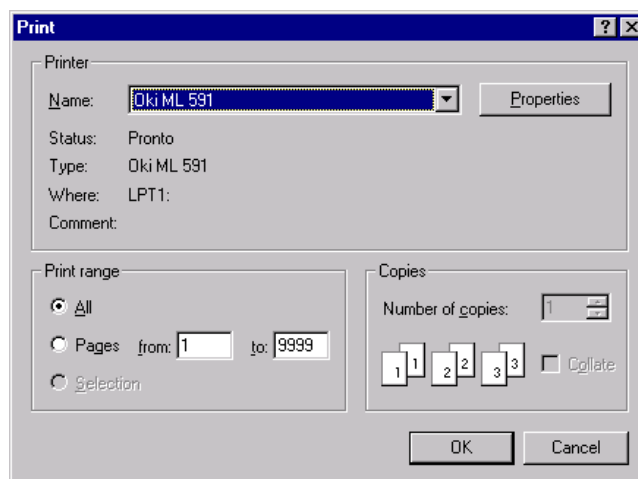 Print
Printer
Name: Oki ML 591 Properties
Status: Pronto
Type: Oki ML 591
Where: LPT1:
Comment:
Print range
All
Pages from: 1 to: 9999
Selection
Copies
Number of copies: 1
1 1 2 2 3 3 Collate
OK Cancel